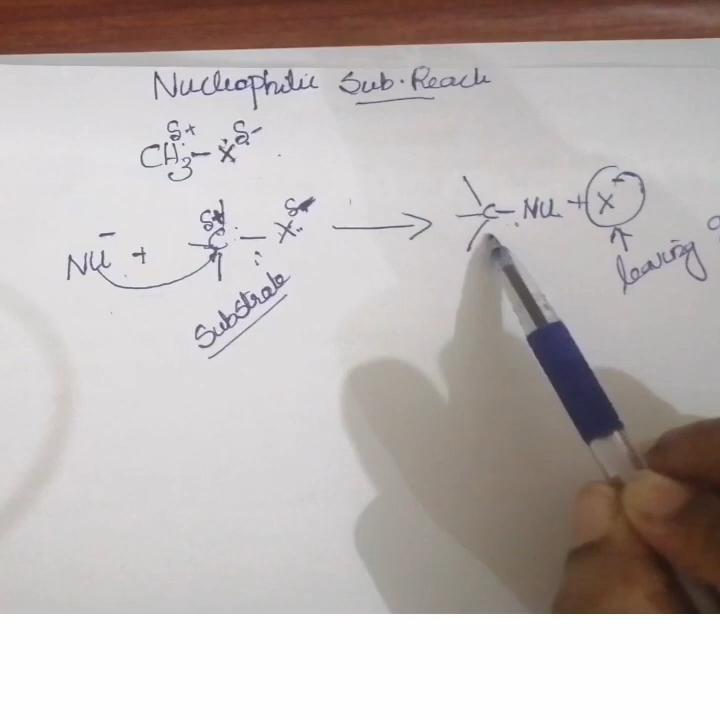 Nucleophilic Sub. Reach
δ+ δ-
CH3 - X
Nu- + δ+ C - X δ- → C - Nu + X-
Substrate
leaving